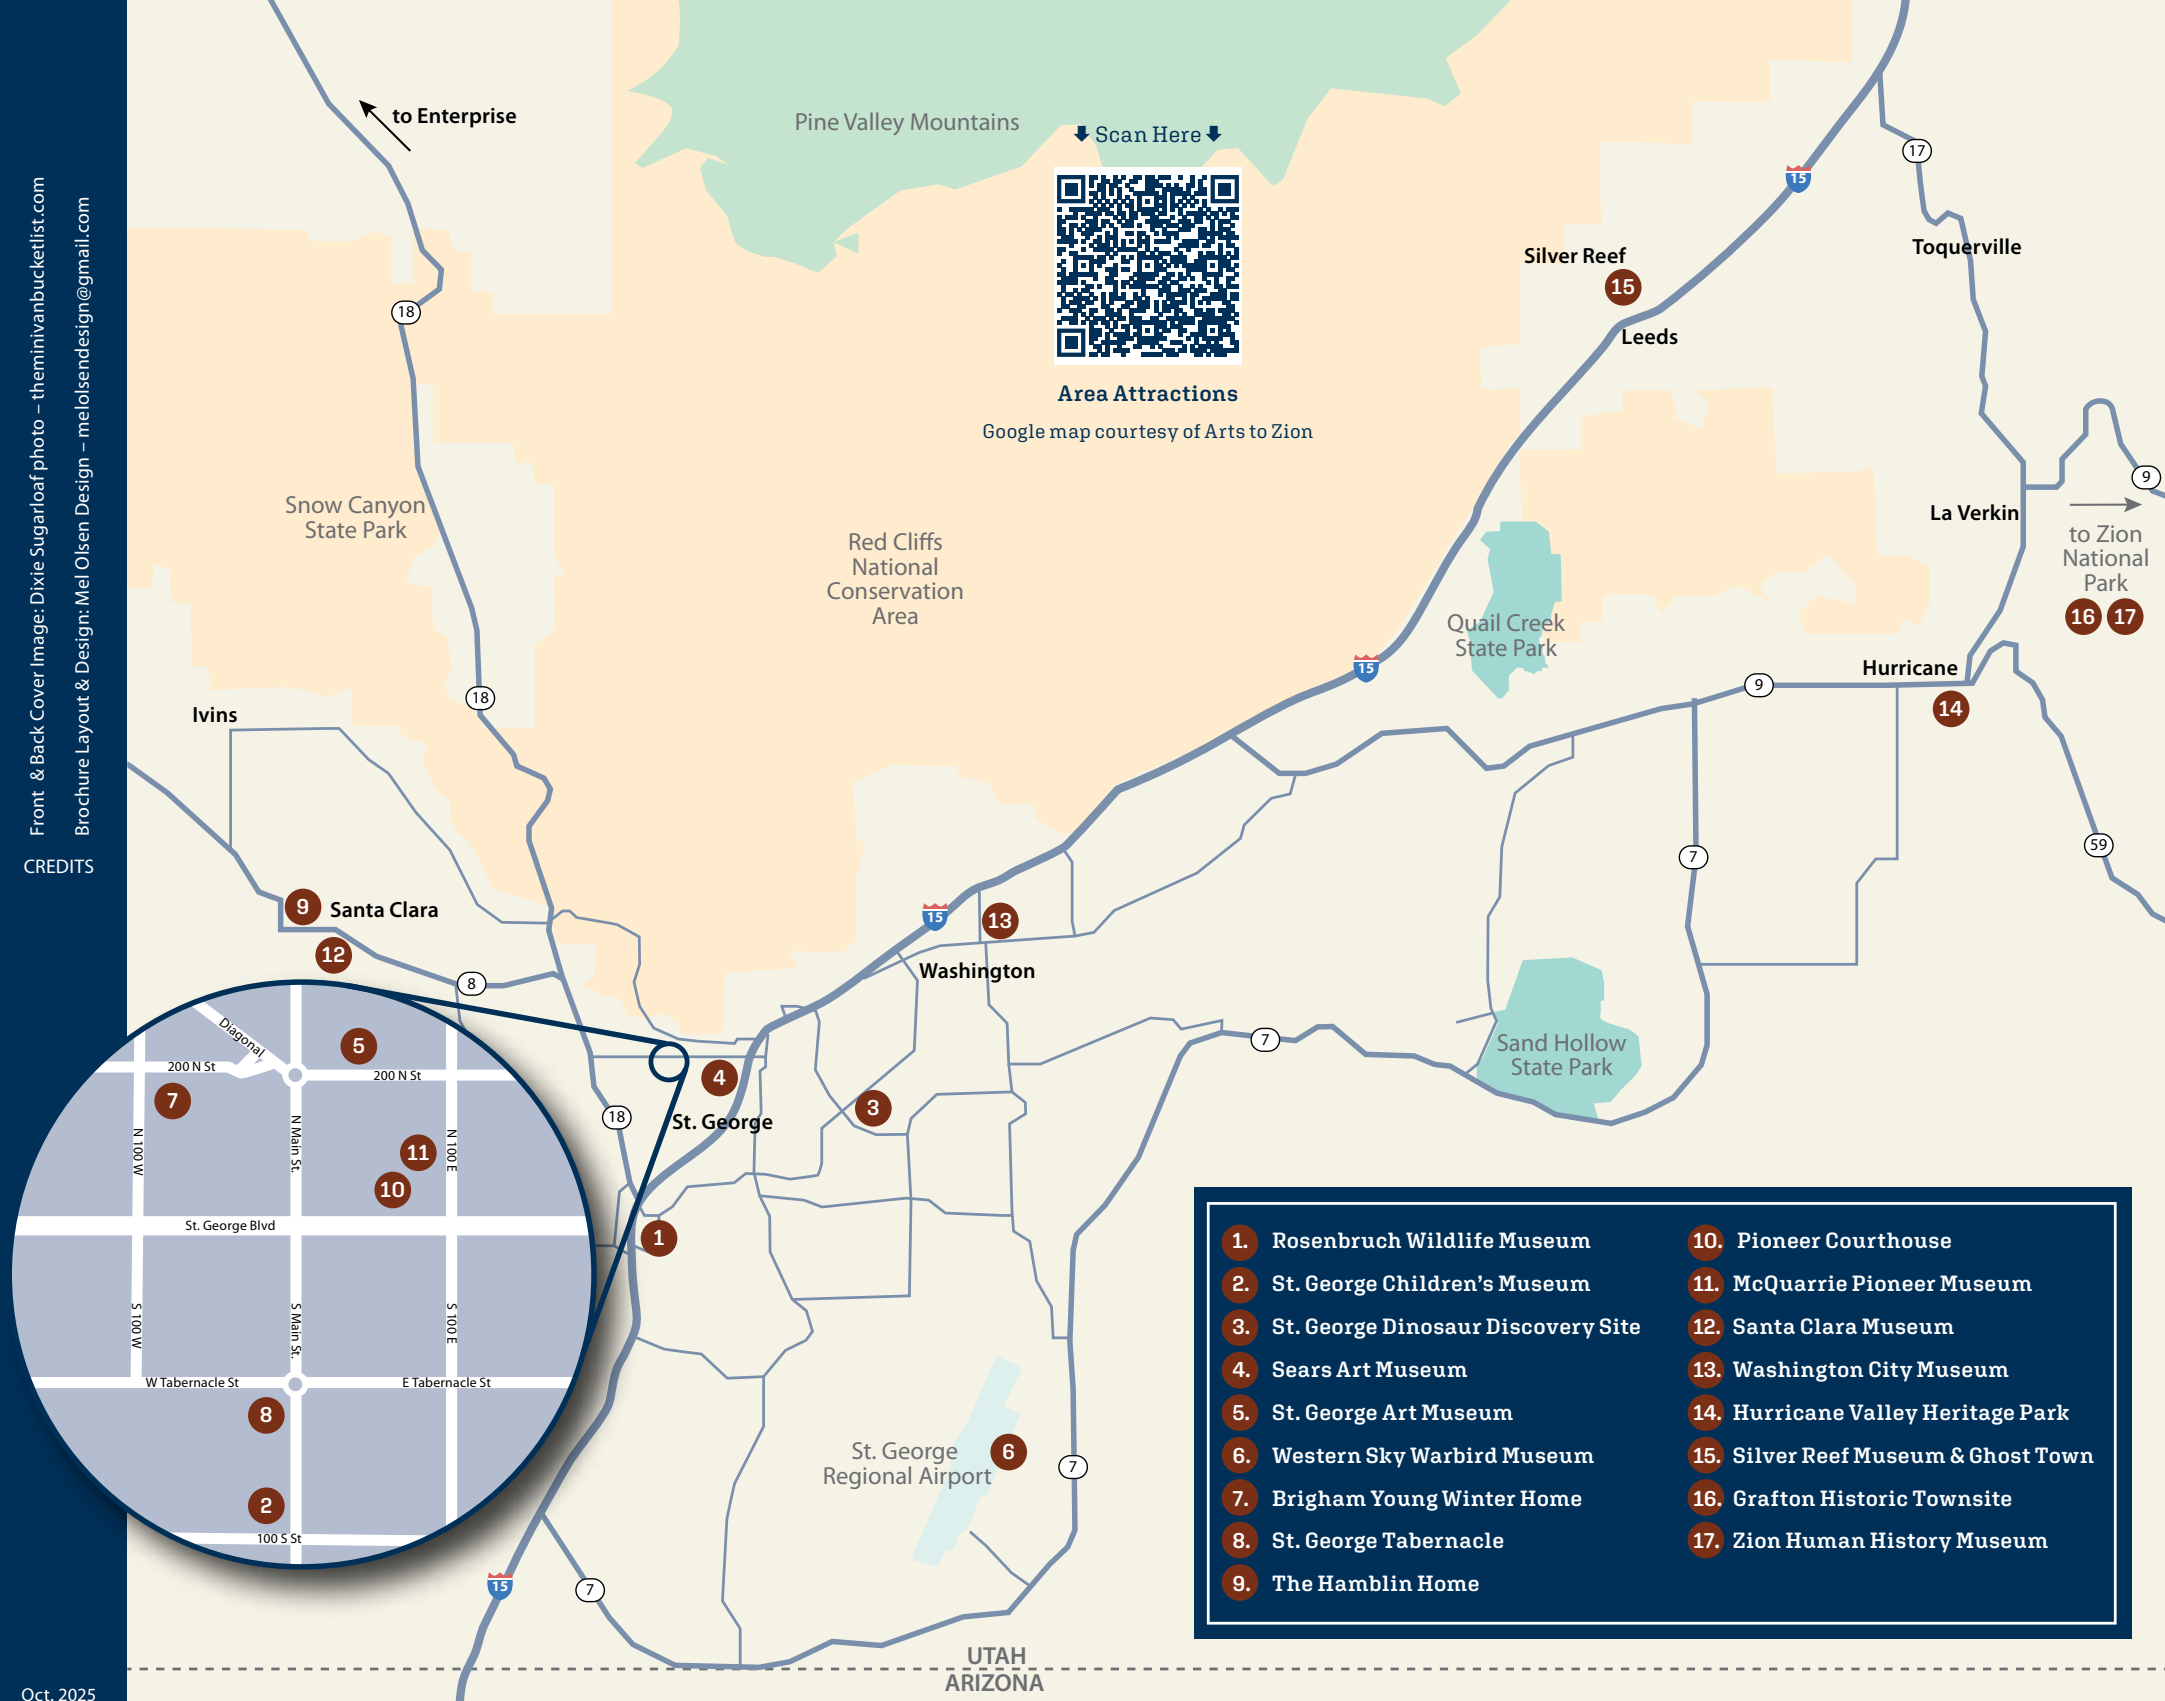 Front & Back Cover Image: Dixie Sugarloaf photo – theminivanbucketlist.com
Brochure Layout & Design: Mel Olsen Design – melolsendesign@gmail.com
CREDITS
Oct. 2025
to Enterprise
Pine Valley Mountains
Scan Here
Area Attractions
Google map courtesy of Arts to Zion
17
15
Toquerville
Silver Reef
15
Leeds
18
Snow Canyon
State Park
Red Cliffs
National
Conservation
Area
9
La Verkin
to Zion
National
Park
16
17
Quail Creek
State Park
15
Hurricane
9
14
18
Ivins
7
59
9
Santa Clara
12
8
15
13
Washington
7
Sand Hollow
State Park
4
St. George
3
18
1
St. George
Regional Airport
6
7
15
7
UTAH
ARIZONA
Diagonal
5
200 N St
200 N St
7
N 100 W
N Main St.
N 100 E
11
10
St. George Blvd
S 100 W
S Main St.
S 100 E
W Tabernacle St
E Tabernacle St
8
2
100 S St
1. Rosenbruch Wildlife Museum
2. St. George Children's Museum
3. St. George Dinosaur Discovery Site
4. Sears Art Museum
5. St. George Art Museum
6. Western Sky Warbird Museum
7. Brigham Young Winter Home
8. St. George Tabernacle
9. The Hamblin Home
10. Pioneer Courthouse
11. McQuarrie Pioneer Museum
12. Santa Clara Museum
13. Washington City Museum
14. Hurricane Valley Heritage Park
15. Silver Reef Museum & Ghost Town
16. Grafton Historic Townsite
17. Zion Human History Museum